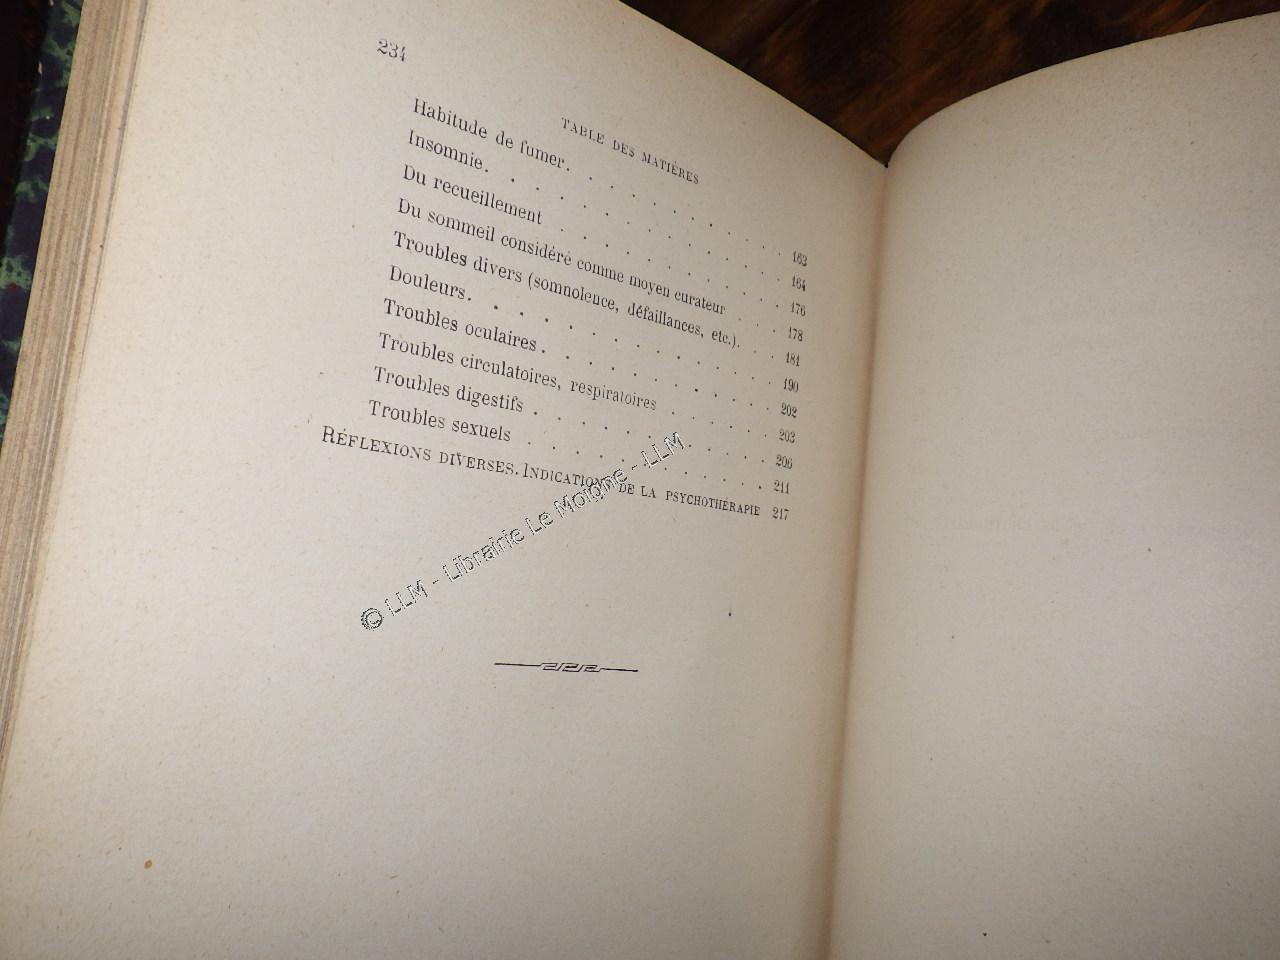 234
TABLE DES MATIÈRES
Habitude de fumer. . . . . . . . . . 163
Insomnie. . . . . . . . . . . . . 164
Du recueillement . . . . . . . . . . 176
Du sommeil considéré comme moyen curateur . . . 178
Troubles divers (somnolence, défaillances, etc.). . . 181
Douleurs. . . . . . . . . . . . . 190
Troubles oculaires . . . . . . . . . . 202
Troubles circulatoires, respiratoires . . . . . 203
Troubles digestifs . . . . . . . . . . 206
Troubles sexuels . . . . . . . . . . 211
RÉFLEXIONS DIVERSES. INDICATIONS DE LA PSYCHOTHÉRAPIE 217
© LLM - Librairie Le Moigne - LLM